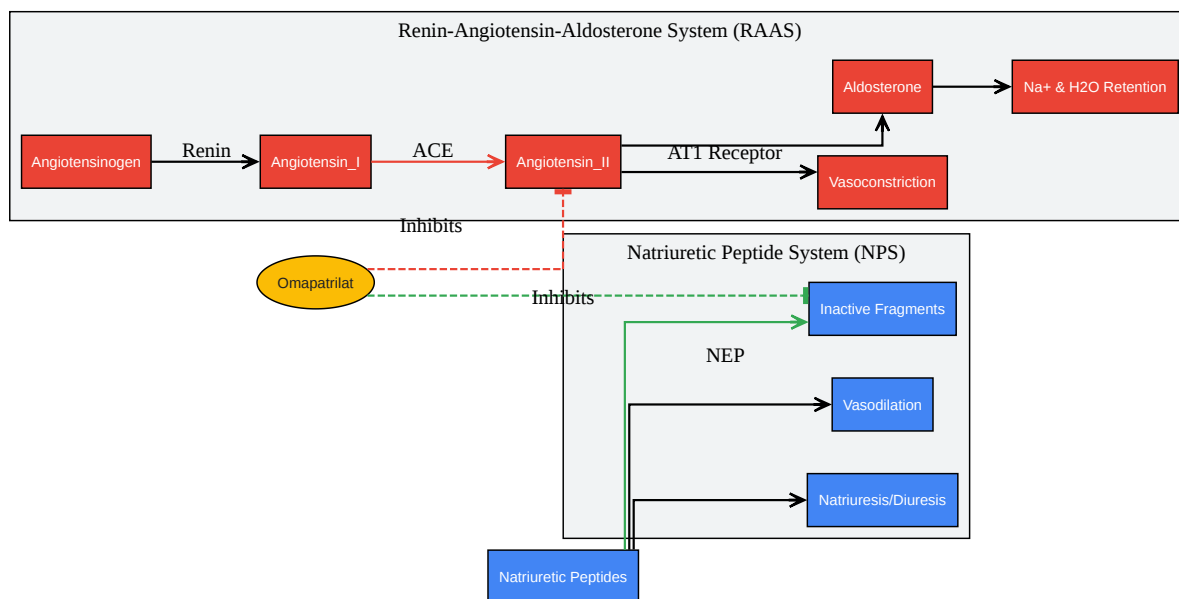 Renin-Angiotensin-Aldosterone System (RAAS)
Aldosterone
Na+ & H2O Retention
Angiotensinogen
Renin
Angiotensin_I
ACE
Angiotensin_II
AT1 Receptor
Vasoconstriction
Inhibits
Natriuretic Peptide System (NPS)
Omapatrilat
Inhibits
Inactive Fragments
NEP
Vasodilation
Natriuresis/Diuresis
Natriuretic Peptides